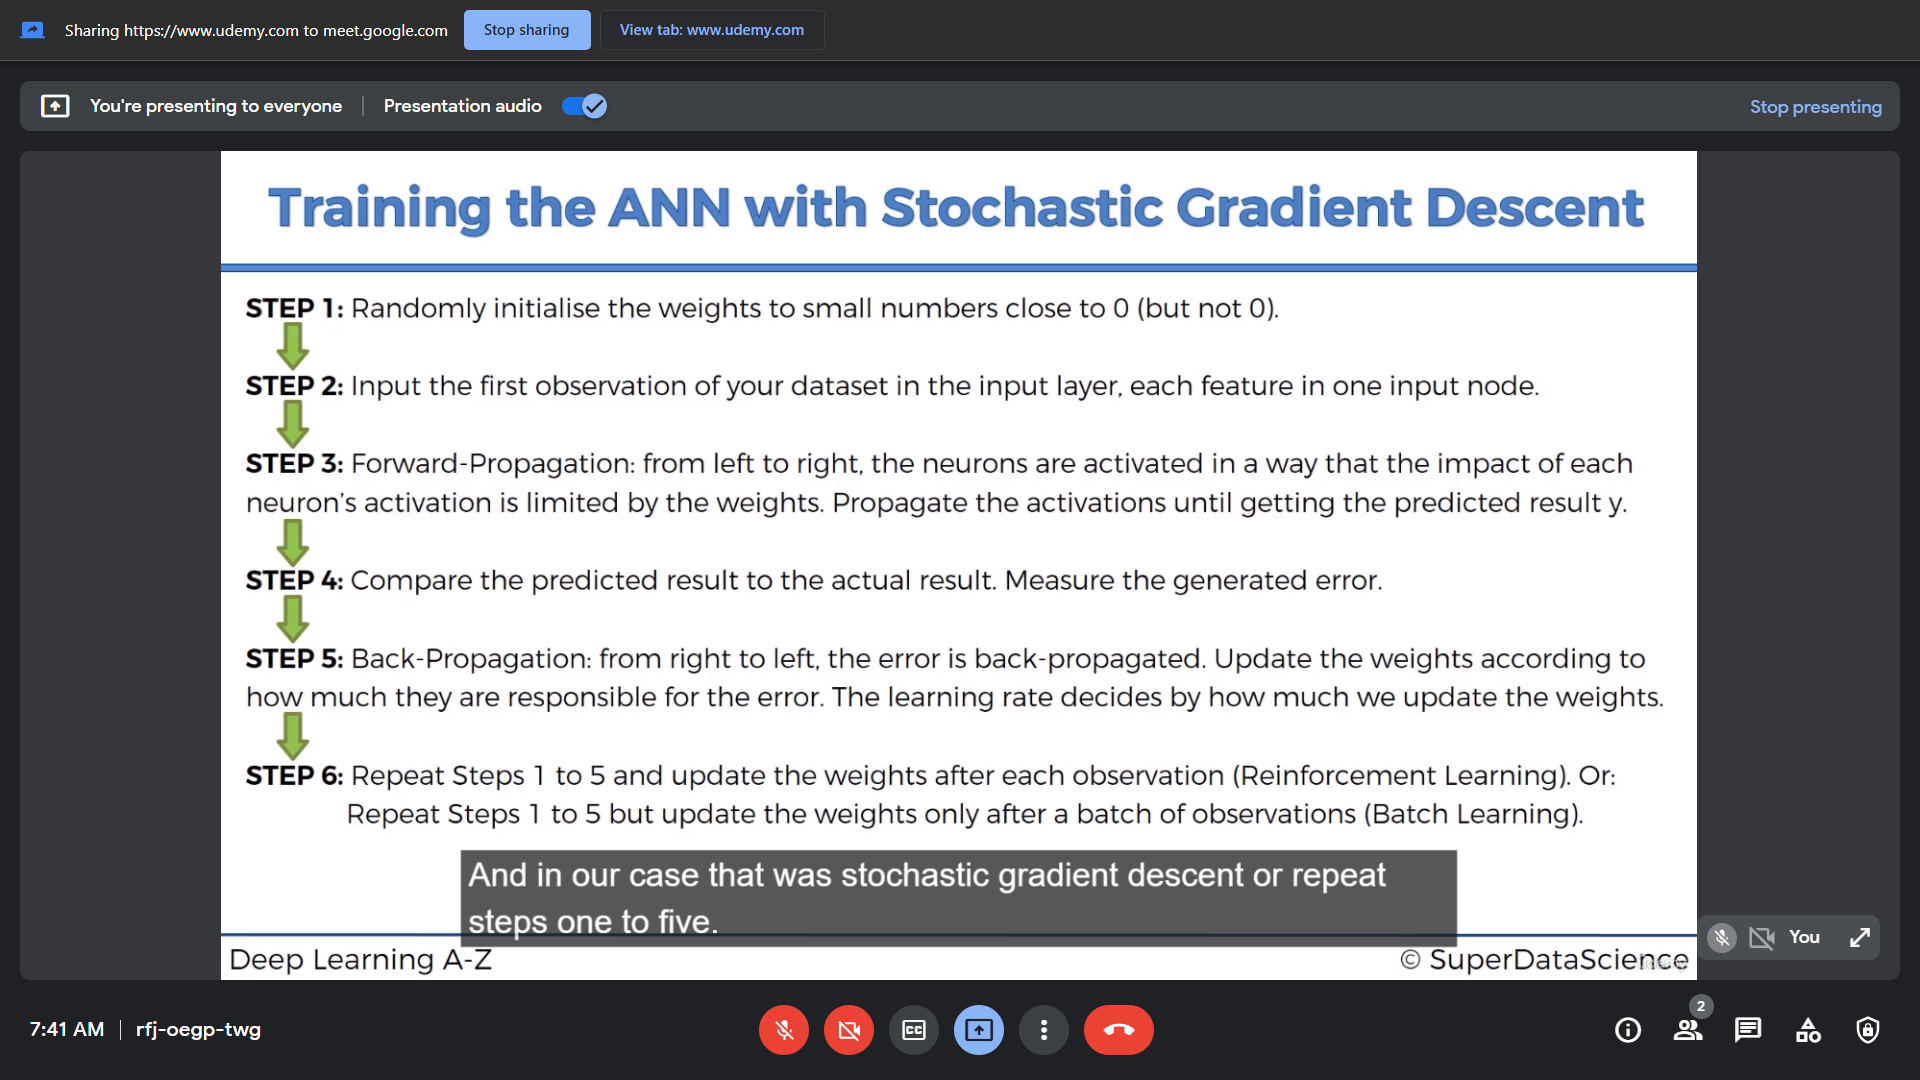 Sharing https://www.udemy.com to meet.google.com
Stop sharing
View tab: www.udemy.com
You're presenting to everyone
Presentation audio
Stop presenting
Training the ANN with Stochastic Gradient Descent
STEP 1: Randomly initialise the weights to small numbers close to 0 (but not 0).
STEP 2: Input the first observation of your dataset in the input layer, each feature in one input node.
STEP 3: Forward-Propagation: from left to right, the neurons are activated in a way that the impact of each
neuron's activation is limited by the weights. Propagate the activations until getting the predicted result y.
STEP 4: Compare the predicted result to the actual result. Measure the generated error.
STEP 5: Back-Propagation: from right to left, the error is back-propagated. Update the weights according to
how much they are responsible for the error. The learning rate decides by how much we update the weights.
STEP 6: Repeat Steps 1 to 5 and update the weights after each observation (Reinforcement Learning). Or:
Repeat Steps 1 to 5 but update the weights only after a batch of observations (Batch Learning).
And in our case that was stochastic gradient descent or repeat
steps one to five.
Deep Learning A-Z
© SuperDataScience
You
7:41 AM
rfj-oegp-twg
CC
2